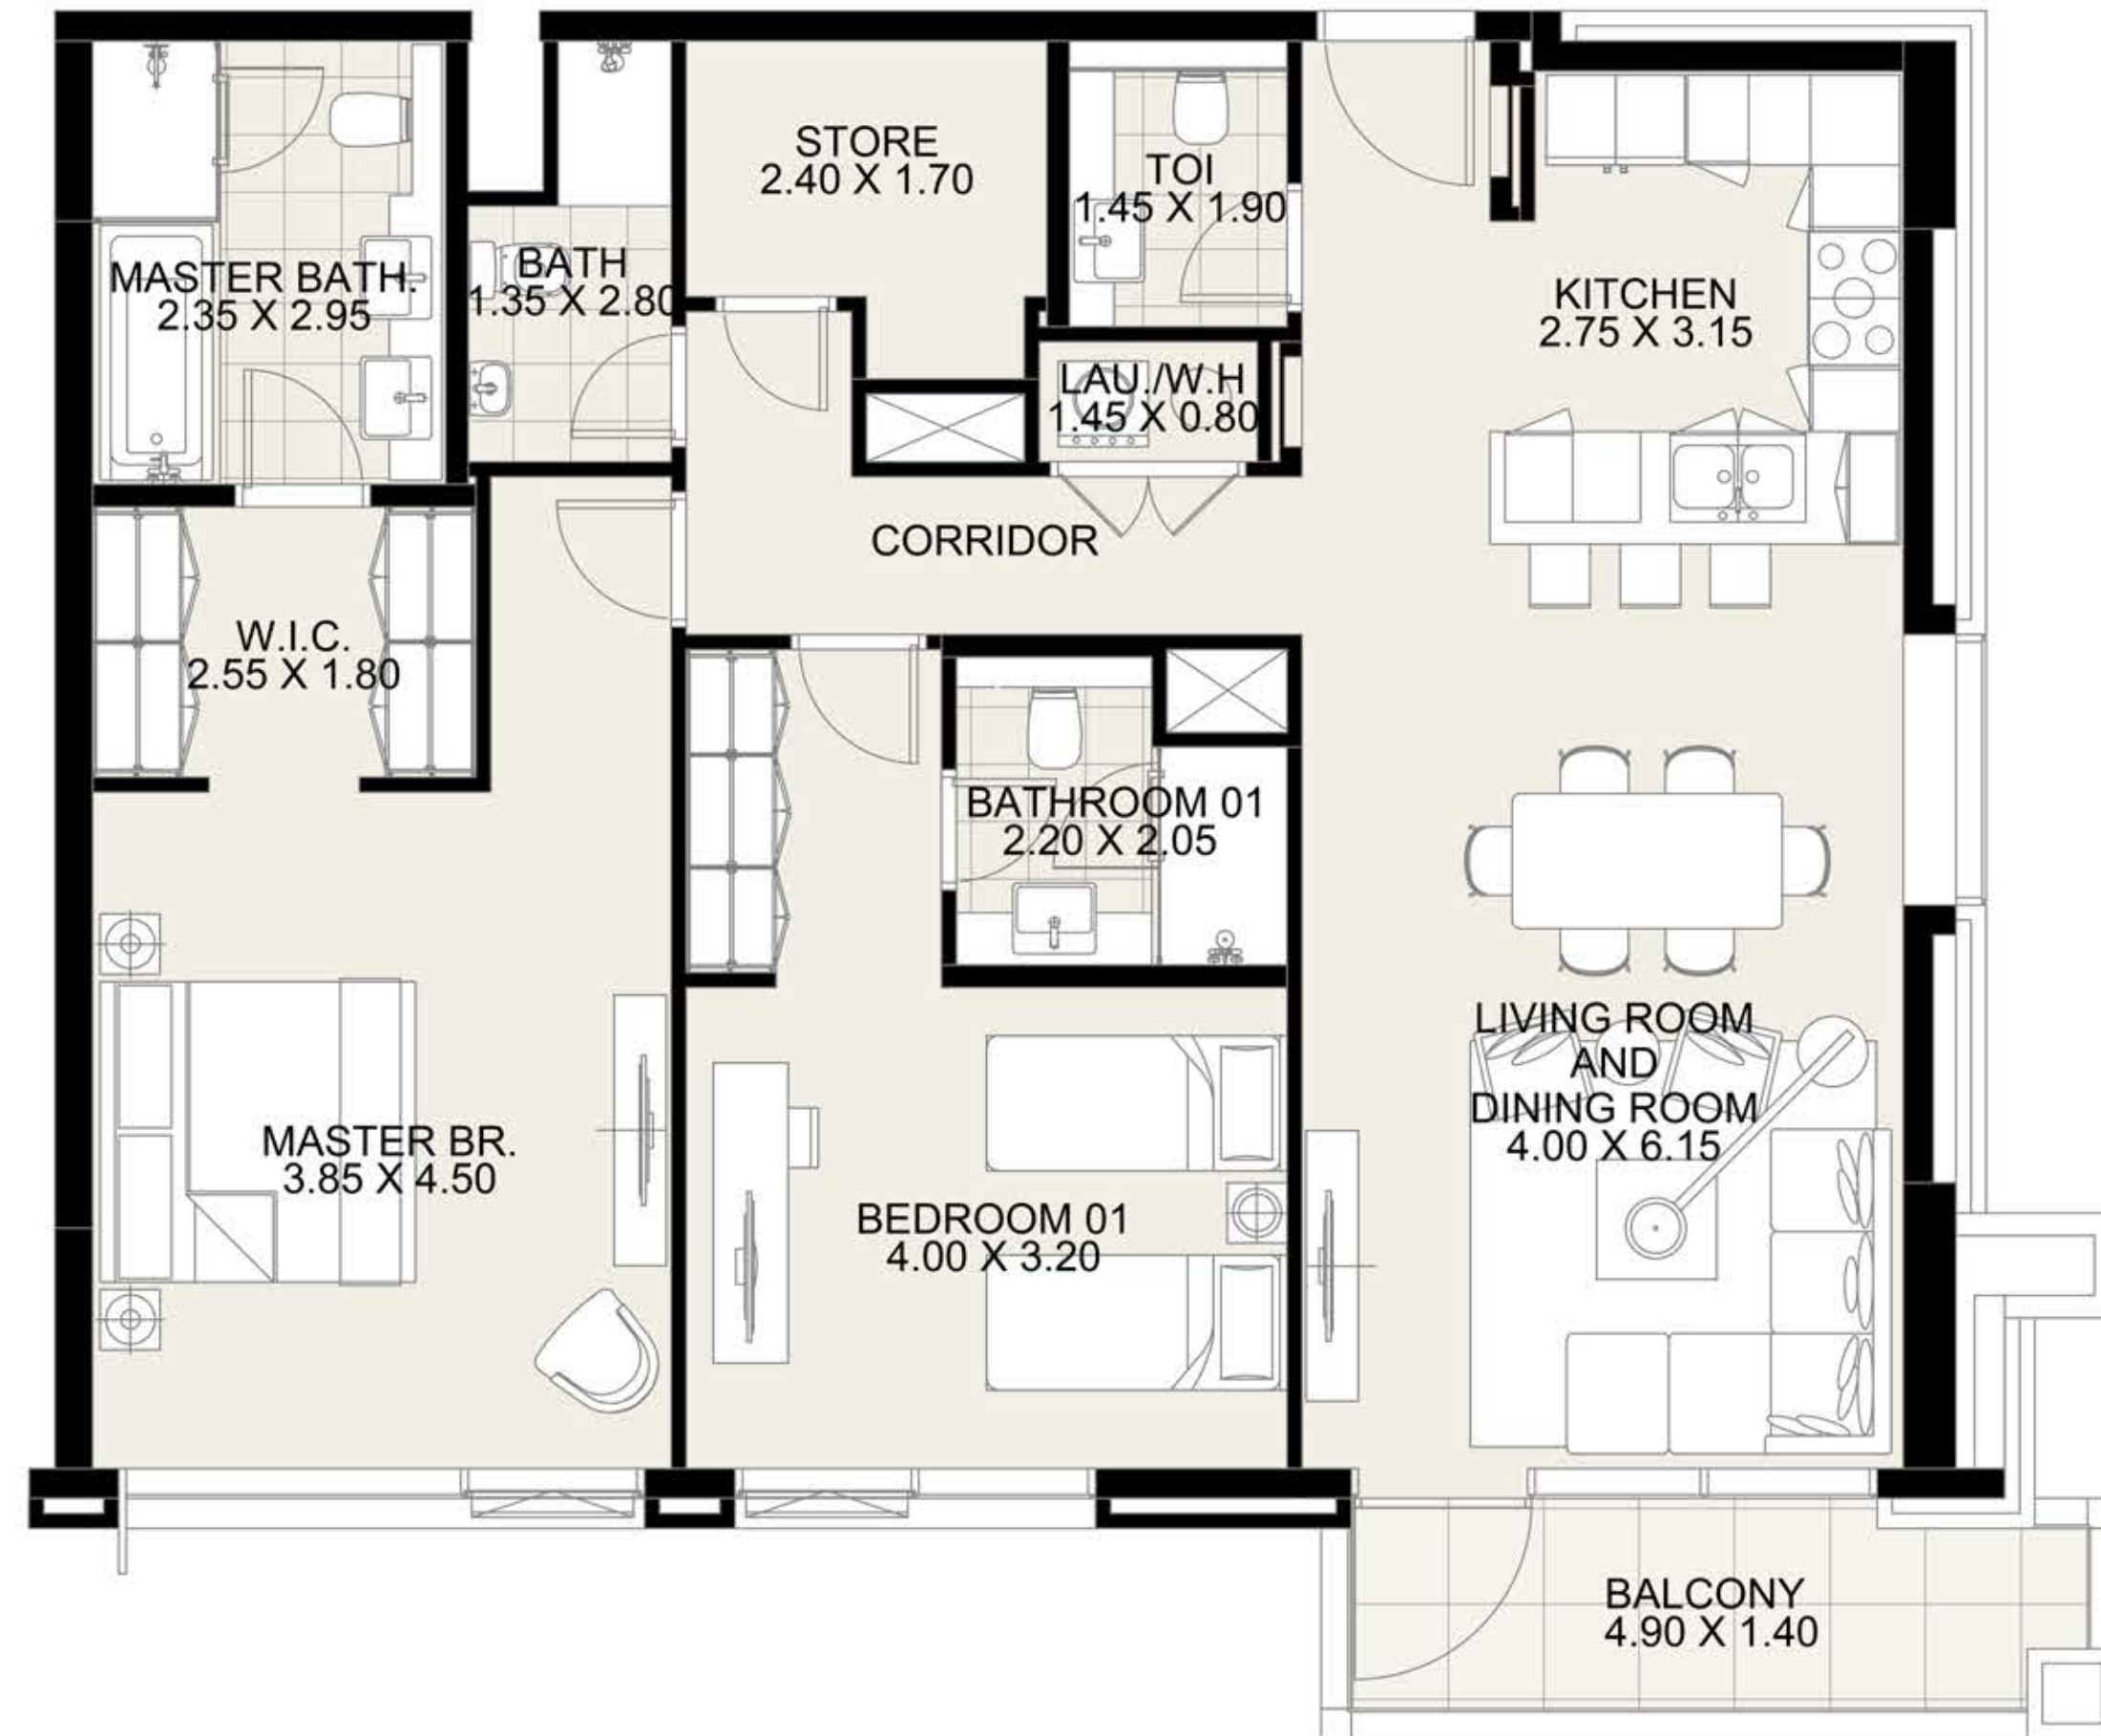 STORE
2.40 X 1.70
TOI
1.45 X 1.90
MASTER BATH.
2.35 X 2.95
BATH
1.35 X 2.80
KITCHEN
2.75 X 3.15
LAU./W.H
1.45 X 0.80
CORRIDOR
W.I.C.
2.55 X 1.80
BATHROOM 01
2.20 X 2.05
LIVING ROOM
AND
DINING ROOM
4.00 X 6.15
MASTER BR.
3.85 X 4.50
BEDROOM 01
4.00 X 3.20
BALCONY
4.90 X 1.40